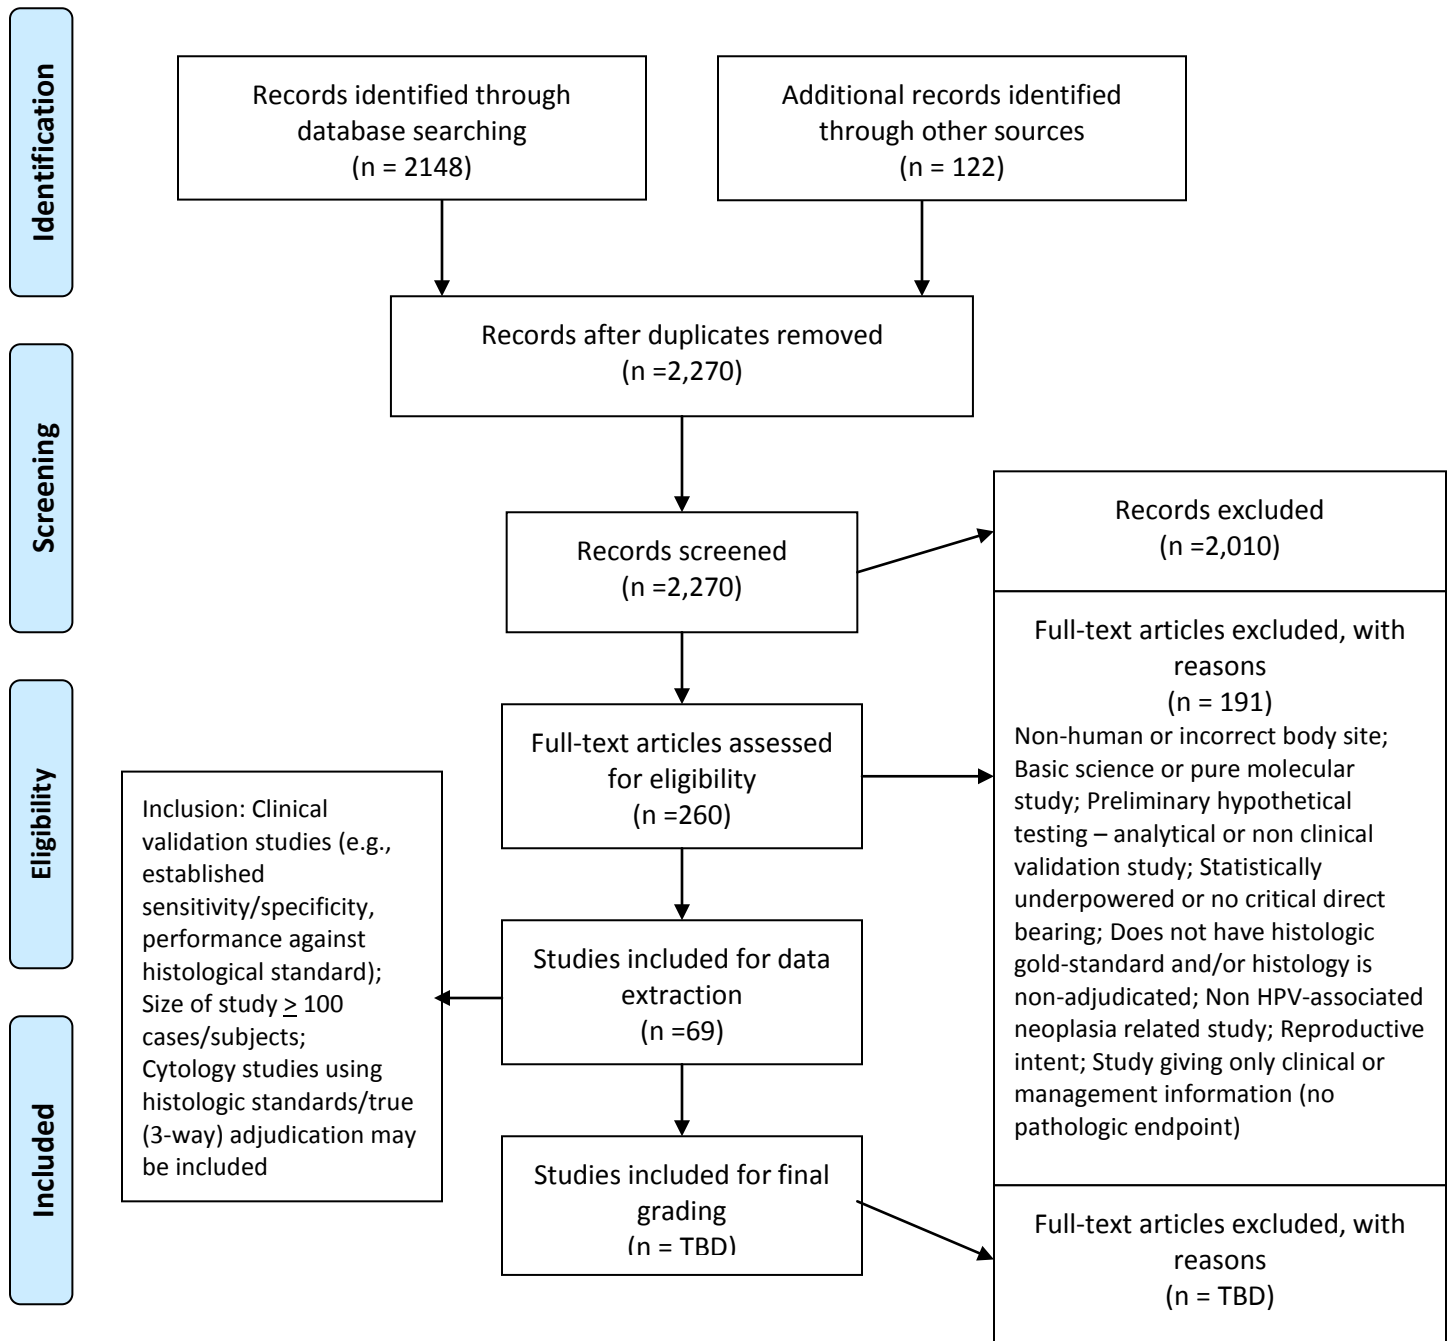 Identification
Records identified through
database searching
(n = 2148)
Additional records identified
through other sources
(n = 122)
Records after duplicates removed
(n =2,270)
Screening
Records screened
(n =2,270)
Records excluded
(n =2,010)
Eligibility
Full-text articles assessed
for eligibility
(n =260)
Full-text articles excluded, with
reasons
(n = 191)
Non-human or incorrect body site;
Basic science or pure molecular
study; Preliminary hypothetical
testing – analytical or non clinical
validation study; Statistically
underpowered or no critical direct
bearing; Does not have histologic
gold-standard and/or histology is
non-adjudicated; Non HPV-associated
neoplasia related study; Reproductive
intent; Study giving only clinical or
management information (no
pathologic endpoint)
Inclusion: Clinical
validation studies (e.g.,
established
sensitivity/specificity,
performance against
histological standard);
Size of study ≥ 100
cases/subjects;
Cytology studies using
histologic standards/true
(3-way) adjudication may
be included
Studies included for data
extraction
(n =69)
Included
Studies included for final
grading
(n = TBD)
Full-text articles excluded, with
reasons
(n = TBD)